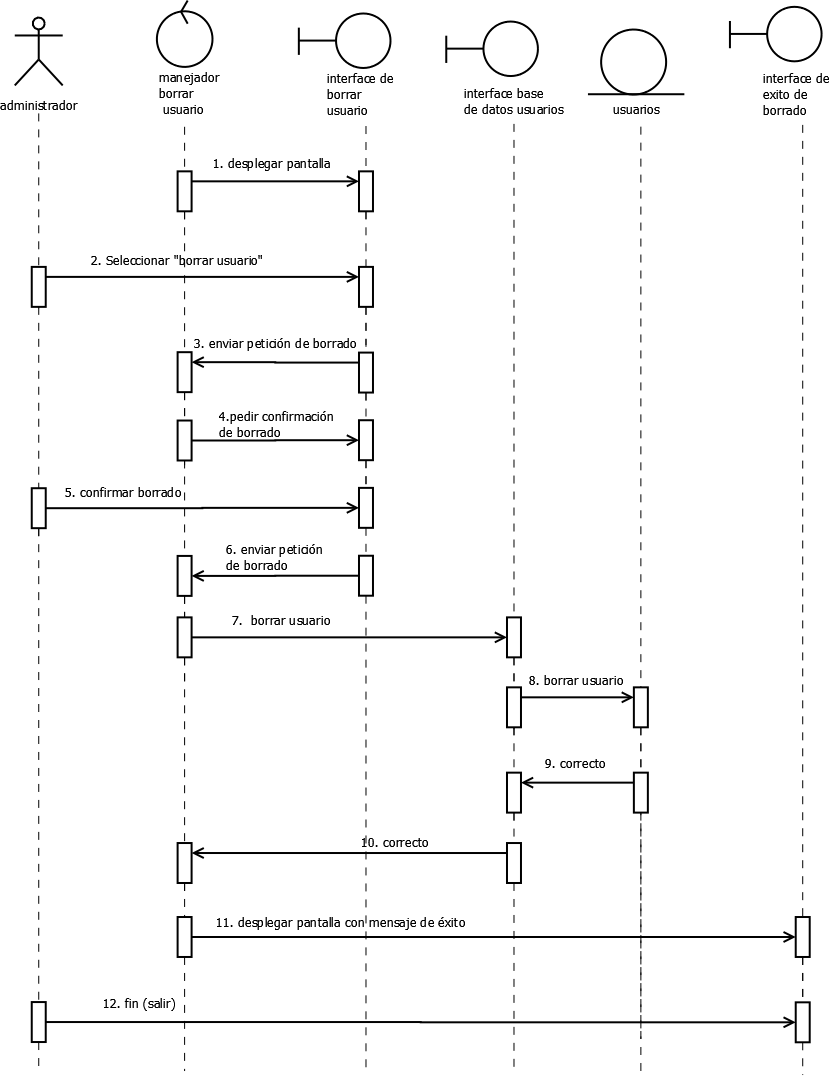 administrador
manejador
borrar
usuario
interface de
borrar
usuario
interface base
de datos usuarios
usuarios
interface de
exito de
borrado
1. desplegar pantalla
2. Seleccionar "borrar usuario"
3. enviar petición de borrado
4.pedir confirmación
de borrado
5. confirmar borrado
6. enviar petición
de borrado
7. borrar usuario
8. borrar usuario
9. correcto
10. correcto
11. desplegar pantalla con mensaje de éxito
12. fin (salir)